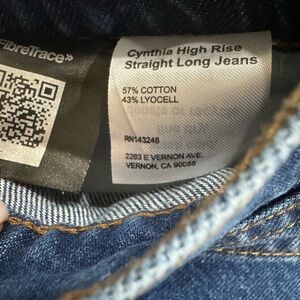 FibreTrace»
Cynthia High Rise
Straight Long Jeans
57% COTTON
43% LYOCELL
RN143248
2263 E VERNON AVE.
VERNON, CA 90058